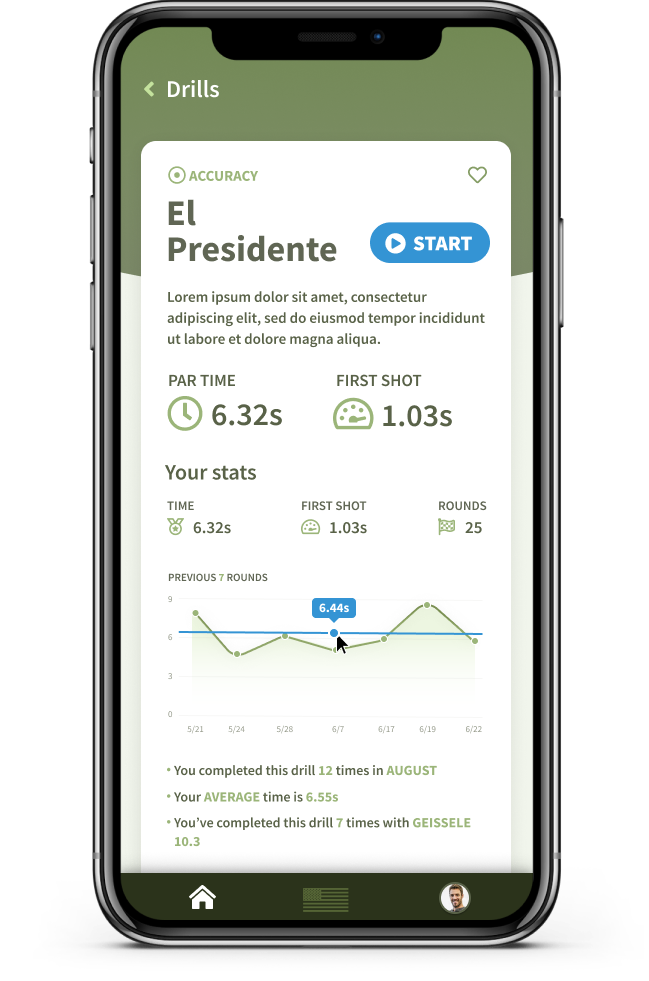 Drills
ACCURACY
El
Presidente
START
Lorem ipsum dolor sit amet, consectetur
adipiscing elit, sed do eiusmod tempor incididunt
ut labore et dolore magna aliqua.
PAR TIME
6.32s
FIRST SHOT
1.03s
Your stats
TIME
6.32s
FIRST SHOT
1.03s
ROUNDS
25
PREVIOUS 7 ROUNDS
6.44s
9
6
3
0
5/21 5/24 5/28 6/7 6/17 6/19 6/22
• You completed this drill 12 times in AUGUST
• Your AVERAGE time is 6.55s
• You’ve completed this drill 7 times with GEISSELE
10.3